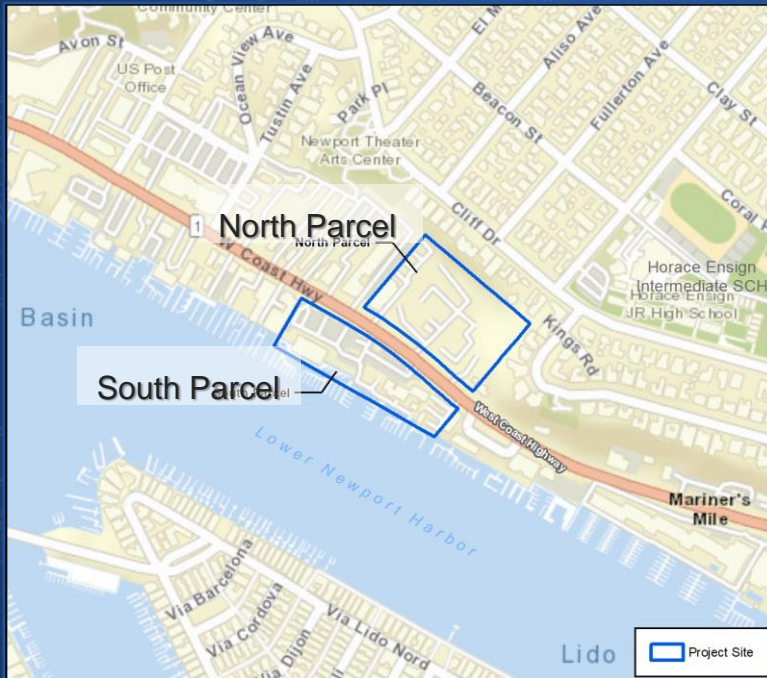 Community Center
Avon St
US Post
Office
Ocean View Ave
Tustin Ave
Park Pl
El M
Aliso Ave
Fullerton Ave
Beacon St
Clay St
Newport Theater
Arts Center
Cliff Dr
Coral P
1
North Parcel
North Parcel
W Coast Hwy
Horace Ensign
Intermediate SCH
Horace Ensign
JR High School
Basin
Kings Rd
South Parcel
West Coast Highway
Lower Newport Harbor
Mariner's
Mile
Via Barcelona
Via Cordova
Via Dijon
Via Lido Nord
Lido
Project Site